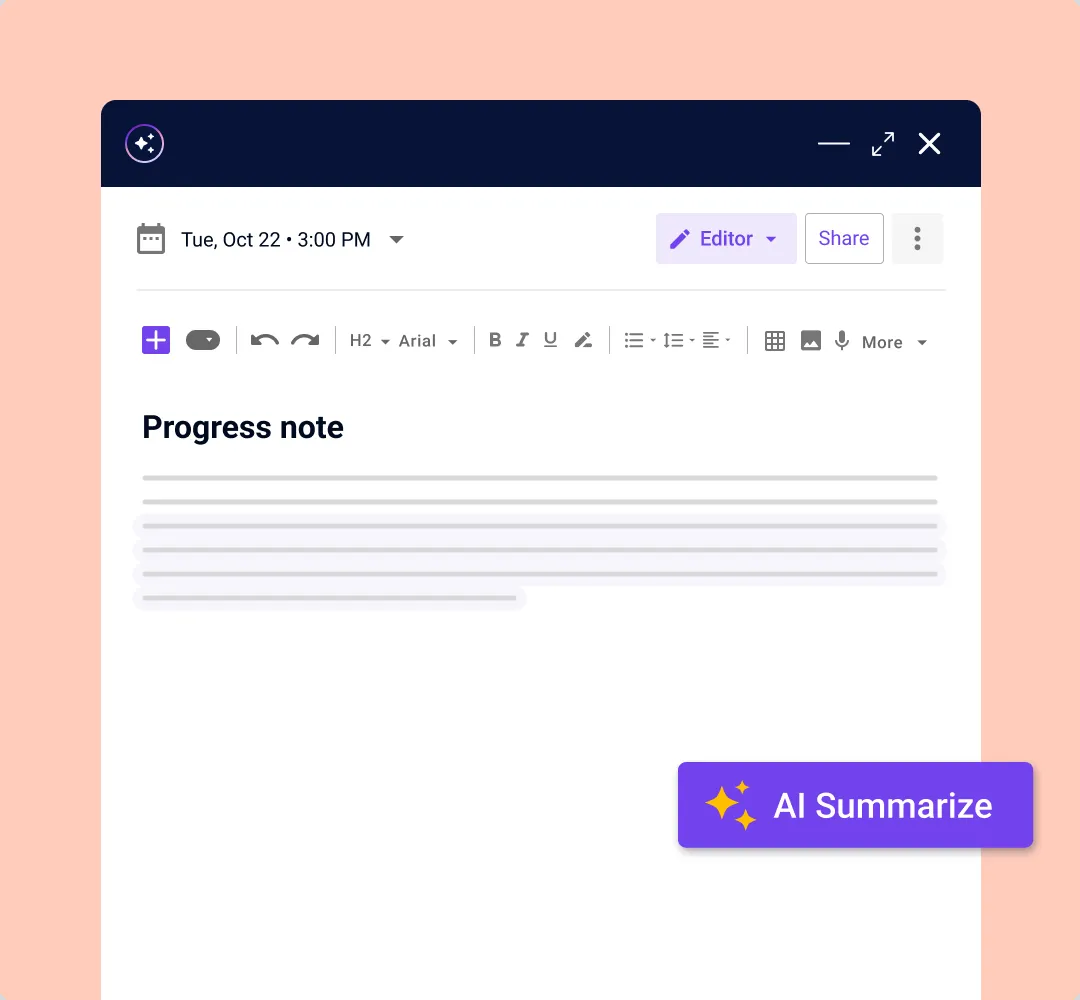 Tue, Oct 22 • 3:00 PM
Editor
Share
H2 Arial B I U More
Progress note
AI Summarize